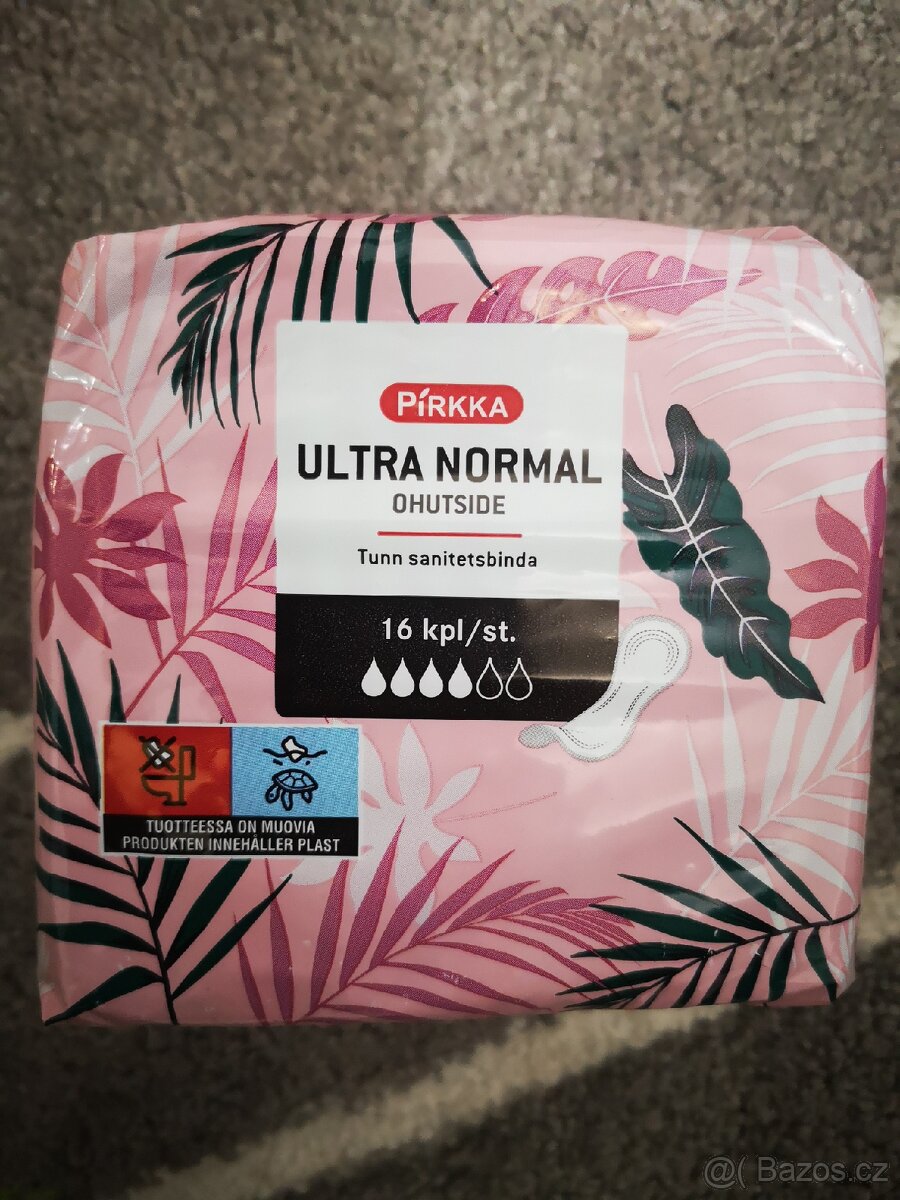 PIRKKA
ULTRA NORMAL
OHUTSIDE
Tunn sanitetsbinda
16 kpl/st.
TUOTTEESSA ON MUOVIA
PRODUKTEN INNEHÅLLER PLAST
@( Bazos.cz